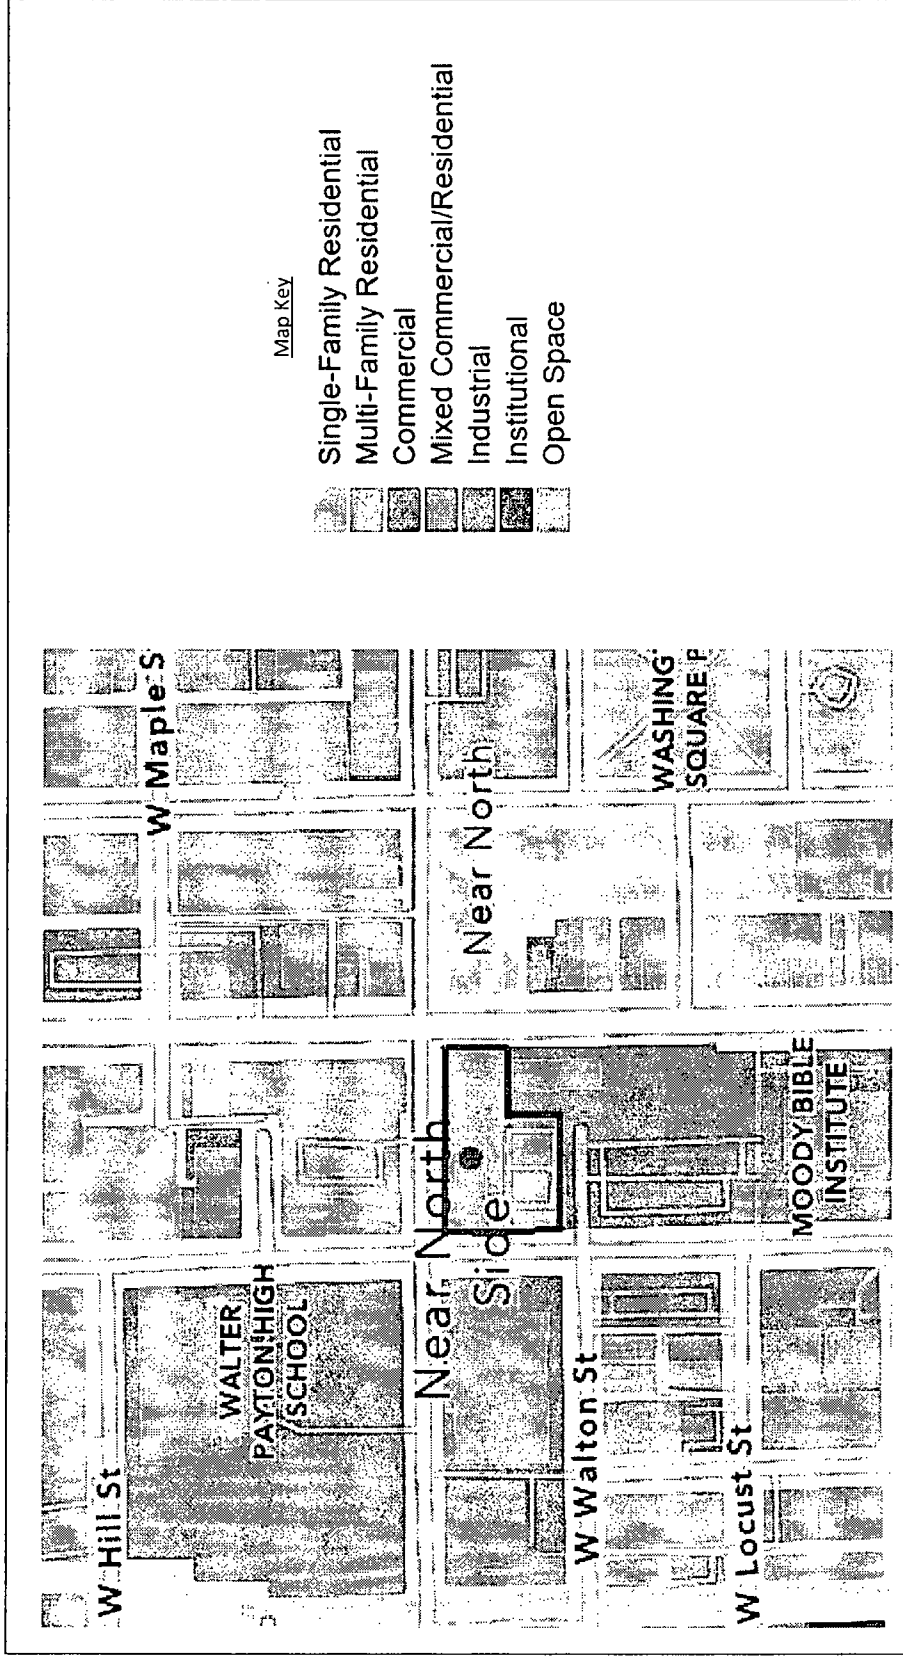 Map Key
Single-Family Residential
Multi-Family Residential
Commercial
Mixed Commercial/Residential
Industrial
Institutional
Open Space
W Maple S
W Hill St
WALTER
PAYTON HIGH
SCHOOL
Near North
Near North
Side
WASHING
SQUARE P
W Walton St
W Locust St
MOODY BIBLE
INSTITUTE